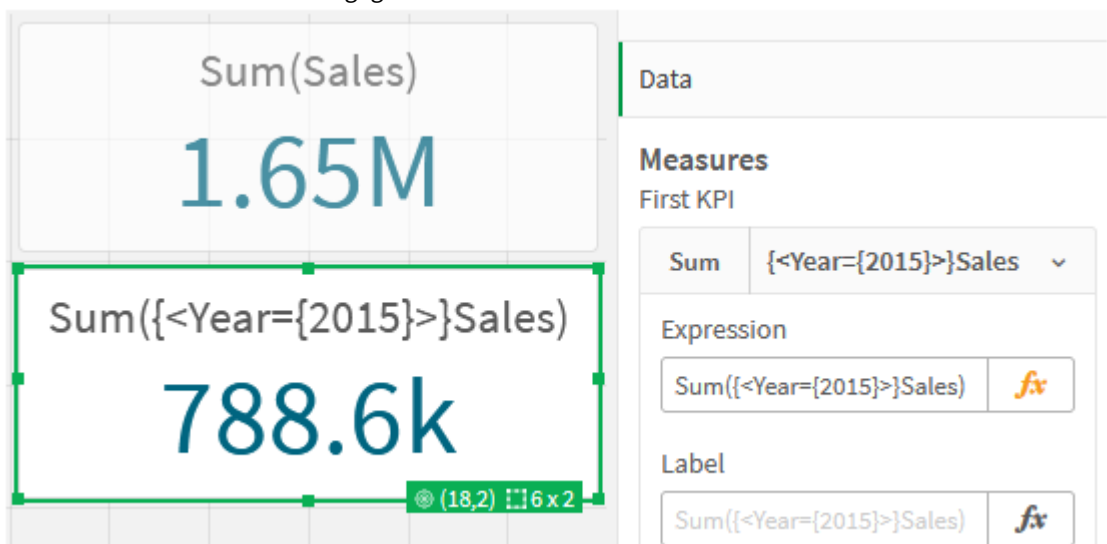 Sum(Sales)
1.65M
Sum({<Year={2015}>}Sales)
788.6k
(18,2) 6 x 2
Data
Measures
First KPI
Sum {<Year={2015}>}Sales
Expression
Sum({<Year={2015}>}Sales) fx
Label
Sum({<Year={2015}>}Sales) fx